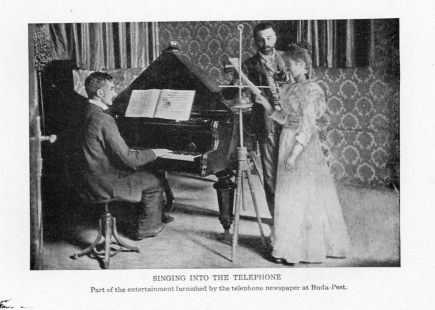 SINGING INTO THE TELEPHONE
Part of the entertainment furnished by the telephone newspaper at Buda-Pest.